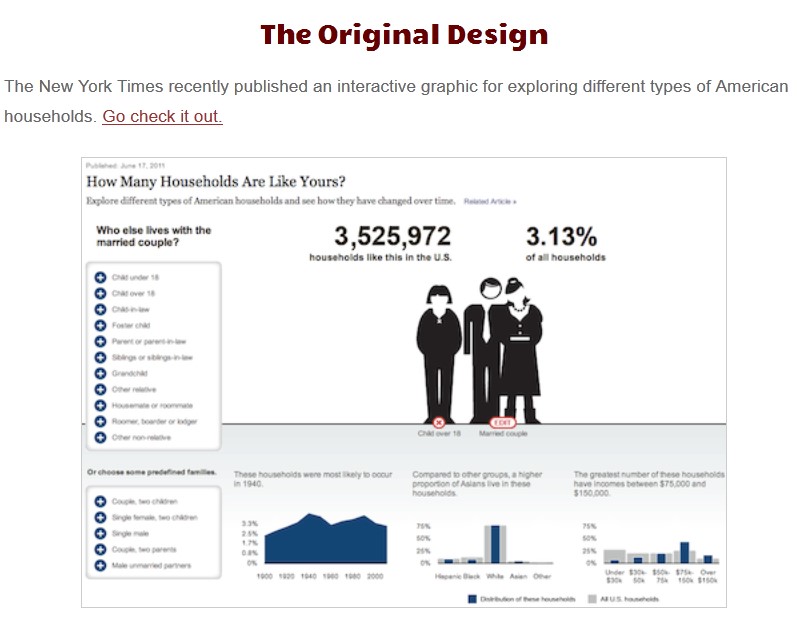 The Original Design
The New York Times recently published an interactive graphic for exploring different types of American
households. Go check it out.
Published: June 17, 2011
How Many Households Are Like Yours?
Explore different types of American households and see how they have changed over time. Related Article »
Who else lives with the
married couple?
3,525,972
households like this in the U.S.
3.13%
of all households
Child under 18
Child over 18
Child-in-law
Foster child
Parent or parent-in-law
Siblings or siblings-in-law
Grandchild
Other relative
Housemate or roommate
Roomer, boarder or lodger
Other non-relative
EDIT
Child over 18
Married couple
Or choose some predefined families.
Couple, two children
Single female, two children
Single male
Couple, two parents
Male unmarried partners
These households were most likely to occur
in 1940.
3.3%
2.5%
1.7%
0.8%
0%
1900 1920 1940 1960 1980 2000
Compared to other groups, a higher
proportion of Asians live in these
households.
75%
50%
25%
0%
Hispanic Black White Asian Other
The greatest number of these households
have incomes between $75,000 and
$150,000.
75%
50%
25%
0%
Under $30k- $50k- $75k- Over
$30k 50k 75k 150k $150k
Distribution of these households All U.S. households